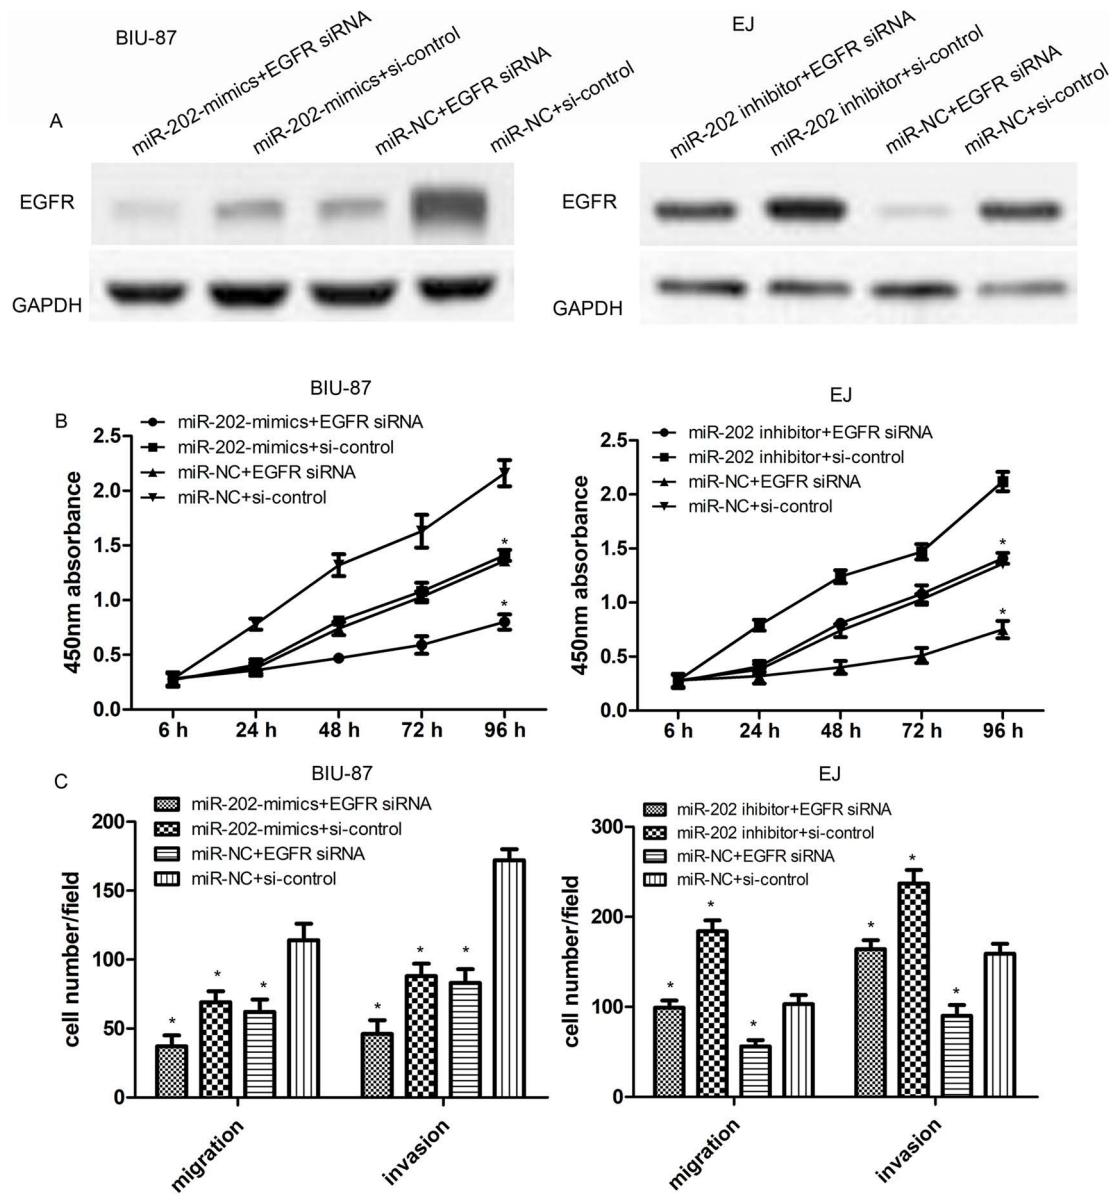 BIU-87
EJ
miR-202-mimics+EGFR siRNA
miR-202-mimics+si-control
miR-NC+EGFR siRNA
miR-NC+si-control
miR-202 inhibitor+EGFR siRNA
miR-202 inhibitor+si-control
miR-NC+EGFR siRNA
miR-NC+si-control
A
EGFR
EGFR
GAPDH
GAPDH
B
BIU-87
miR-202-mimics+EGFR siRNA
miR-202-mimics+si-control
miR-NC+EGFR siRNA
miR-NC+si-control
450nm absorbance
2.5
2.0
1.5
1.0
0.5
0.0
*
*
6 h 24 h 48 h 72 h 96 h
EJ
miR-202 inhibitor+EGFR siRNA
miR-202 inhibitor+si-control
miR-NC+EGFR siRNA
miR-NC+si-control
450nm absorbance
2.5
2.0
1.5
1.0
0.5
0.0
*
*
6 h 24 h 48 h 72 h 96 h
C
BIU-87
miR-202-mimics+EGFR siRNA
miR-202-mimics+si-control
miR-NC+EGFR siRNA
miR-NC+si-control
cell number/field
200
150
100
50
0
* * * * * *
migration
invasion
EJ
miR-202 ihibitor+EGFR siRNA
miR-202 inhibitor+si-control
miR-NC+EGFR siRNA
miR-NC+si-control
cell number/field
300
200
100
0
* * * * * *
migration
invasion